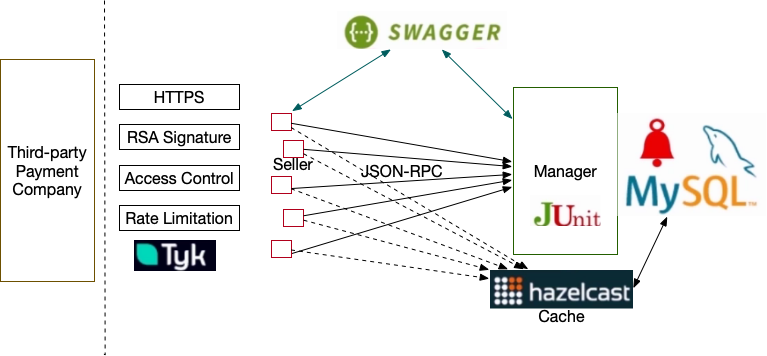 SWAGGER
HTTPS
RSA Signature
Third-party
Payment
Company
Seller
JSON-RPC
Manager
Access Control
MySQL™
Rate Limitation
JUnit
Tyk
hazelcast
Cache